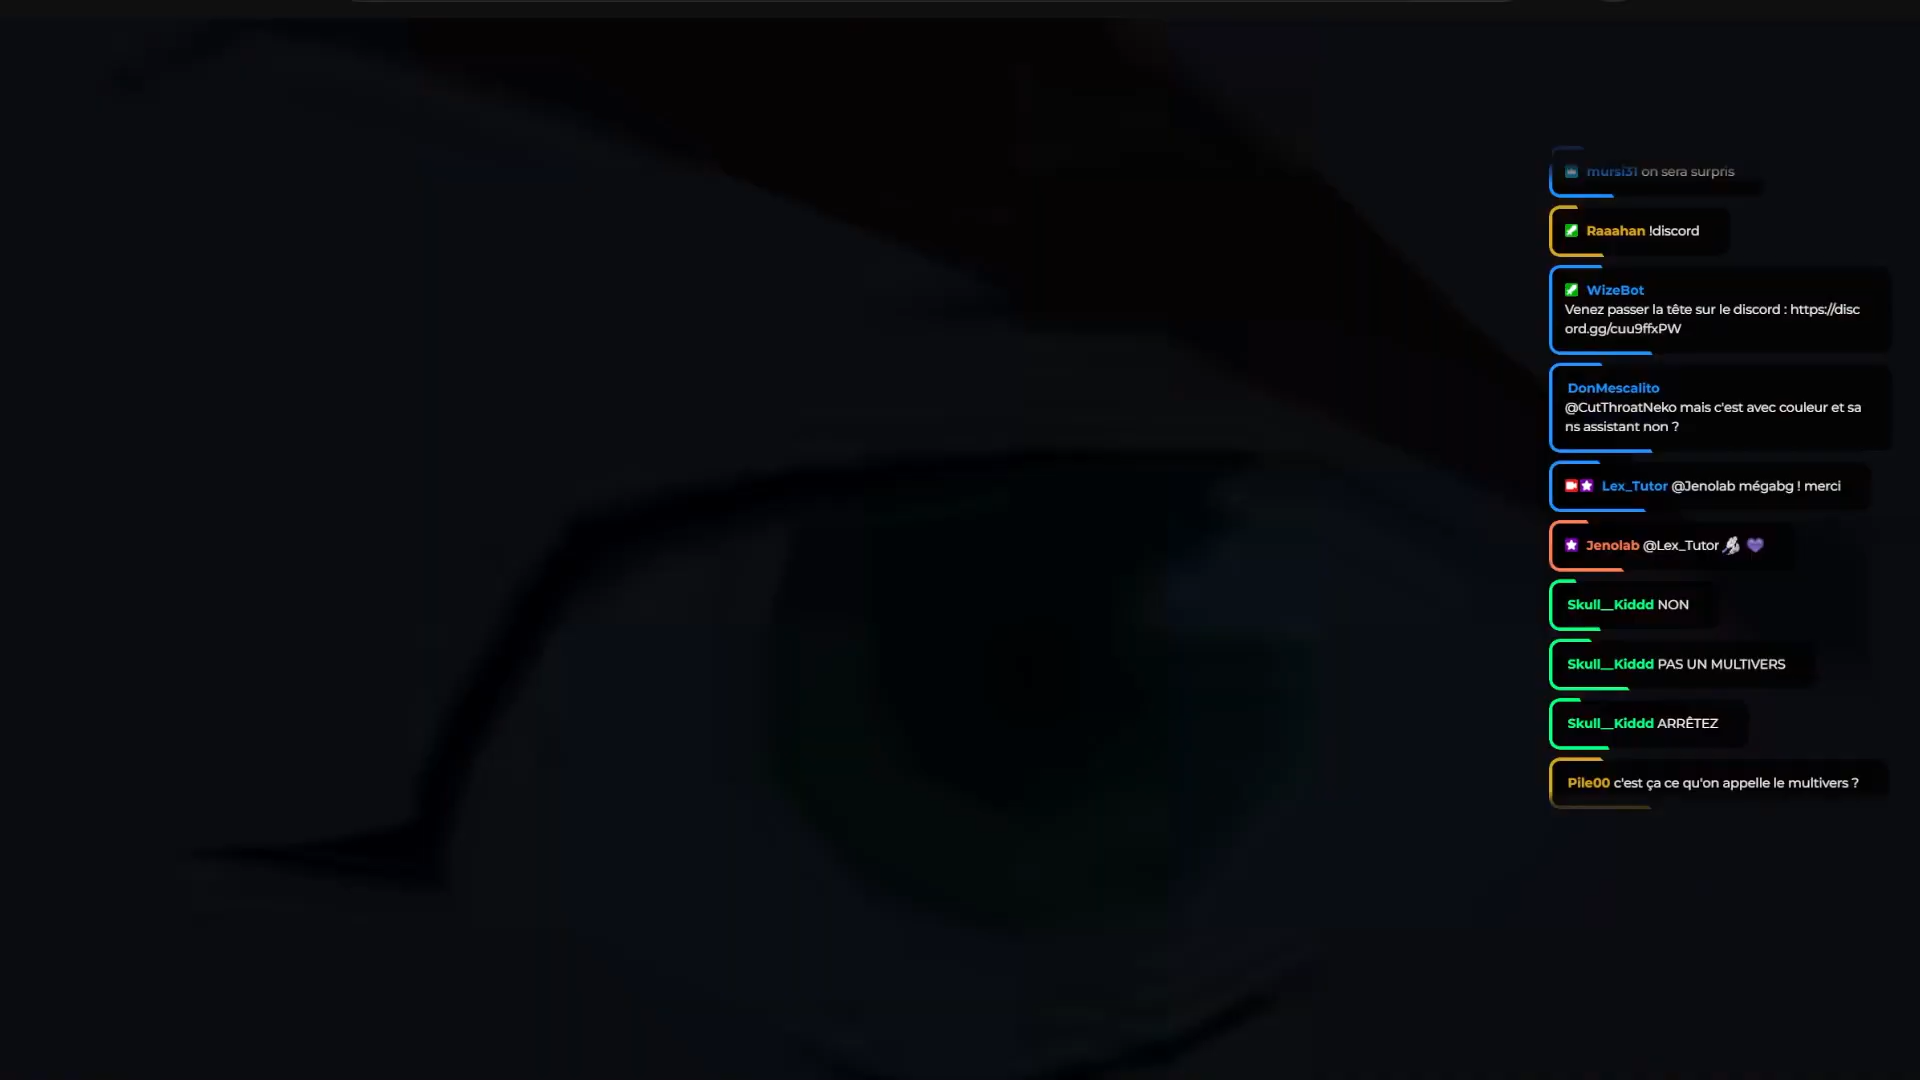 mursi31 on sera surpris
Raaahan !discord
WizeBot
Venez passer la tête sur le discord : https://disc
ord.gg/cuu9ffxPW
DonMescalito
@CutThroatNeko mais c'est avec couleur et sa
ns assistant non ?
Lex_Tutor @Jenolab mégabg ! merci
Jenolab @Lex_Tutor
Skull__Kiddd NON
Skull__Kiddd PAS UN MULTIVERS
Skull__Kiddd ARRÊTEZ
Pile00 c'est ça ce qu'on appelle le multivers ?